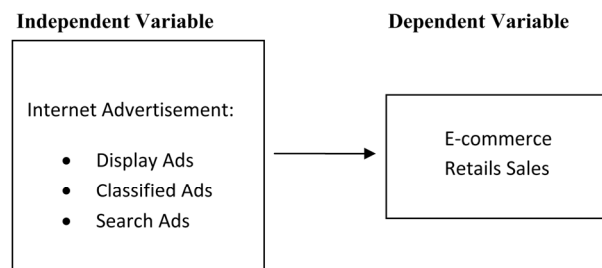 Independent Variable
Dependent Variable
Internet Advertisement:
• Display Ads
• Classified Ads
• Search Ads
E-commerce
Retails Sales